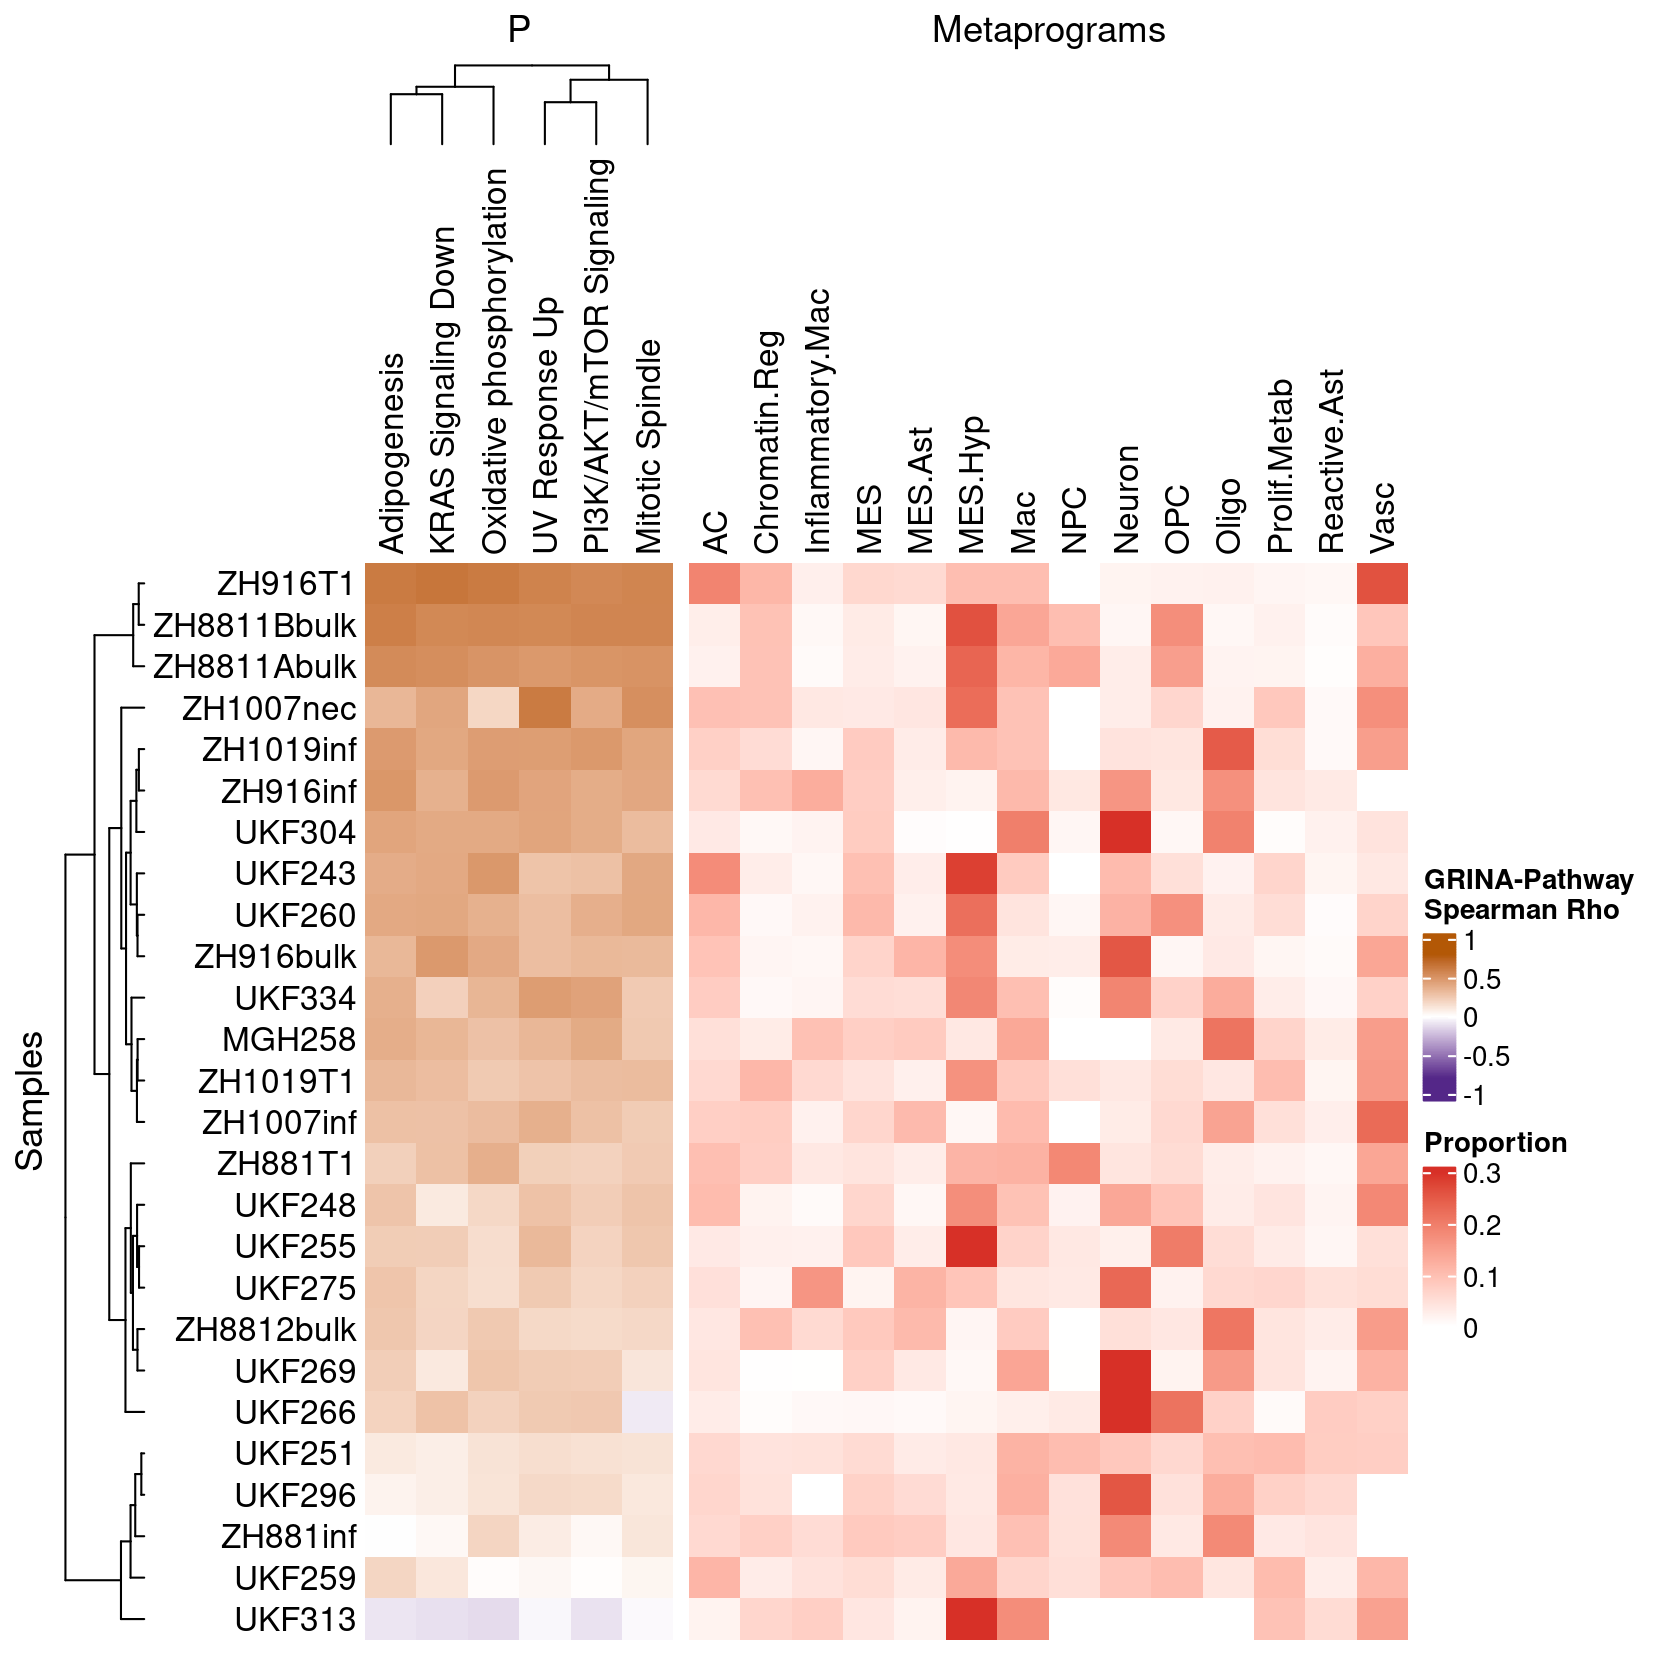 P
Metaprograms
Adipogenesis
KRAS Signaling Down
Oxidative phosphorylation
UV Response Up
PI3K/AKT/mTOR Signaling
Mitotic Spindle
AC
Chromatin.Reg
Inflammatory.Mac
MES
MES.Ast
MES.Hyp
Mac
NPC
Neuron
OPC
Oligo
Prolif.Metab
Reactive.Ast
Vasc
Samples
ZH916T1
ZH8811Bbulk
ZH8811Abulk
ZH1007nec
ZH1019inf
ZH916inf
UKF304
UKF243
UKF260
ZH916bulk
UKF334
MGH258
ZH1019T1
ZH1007inf
ZH881T1
UKF248
UKF255
UKF275
ZH8812bulk
UKF269
UKF266
UKF251
UKF296
ZH881inf
UKF259
UKF313
GRINA-Pathway
Spearman Rho
1
0.5
0
-0.5
-1
Proportion
0.3
0.2
0.1
0